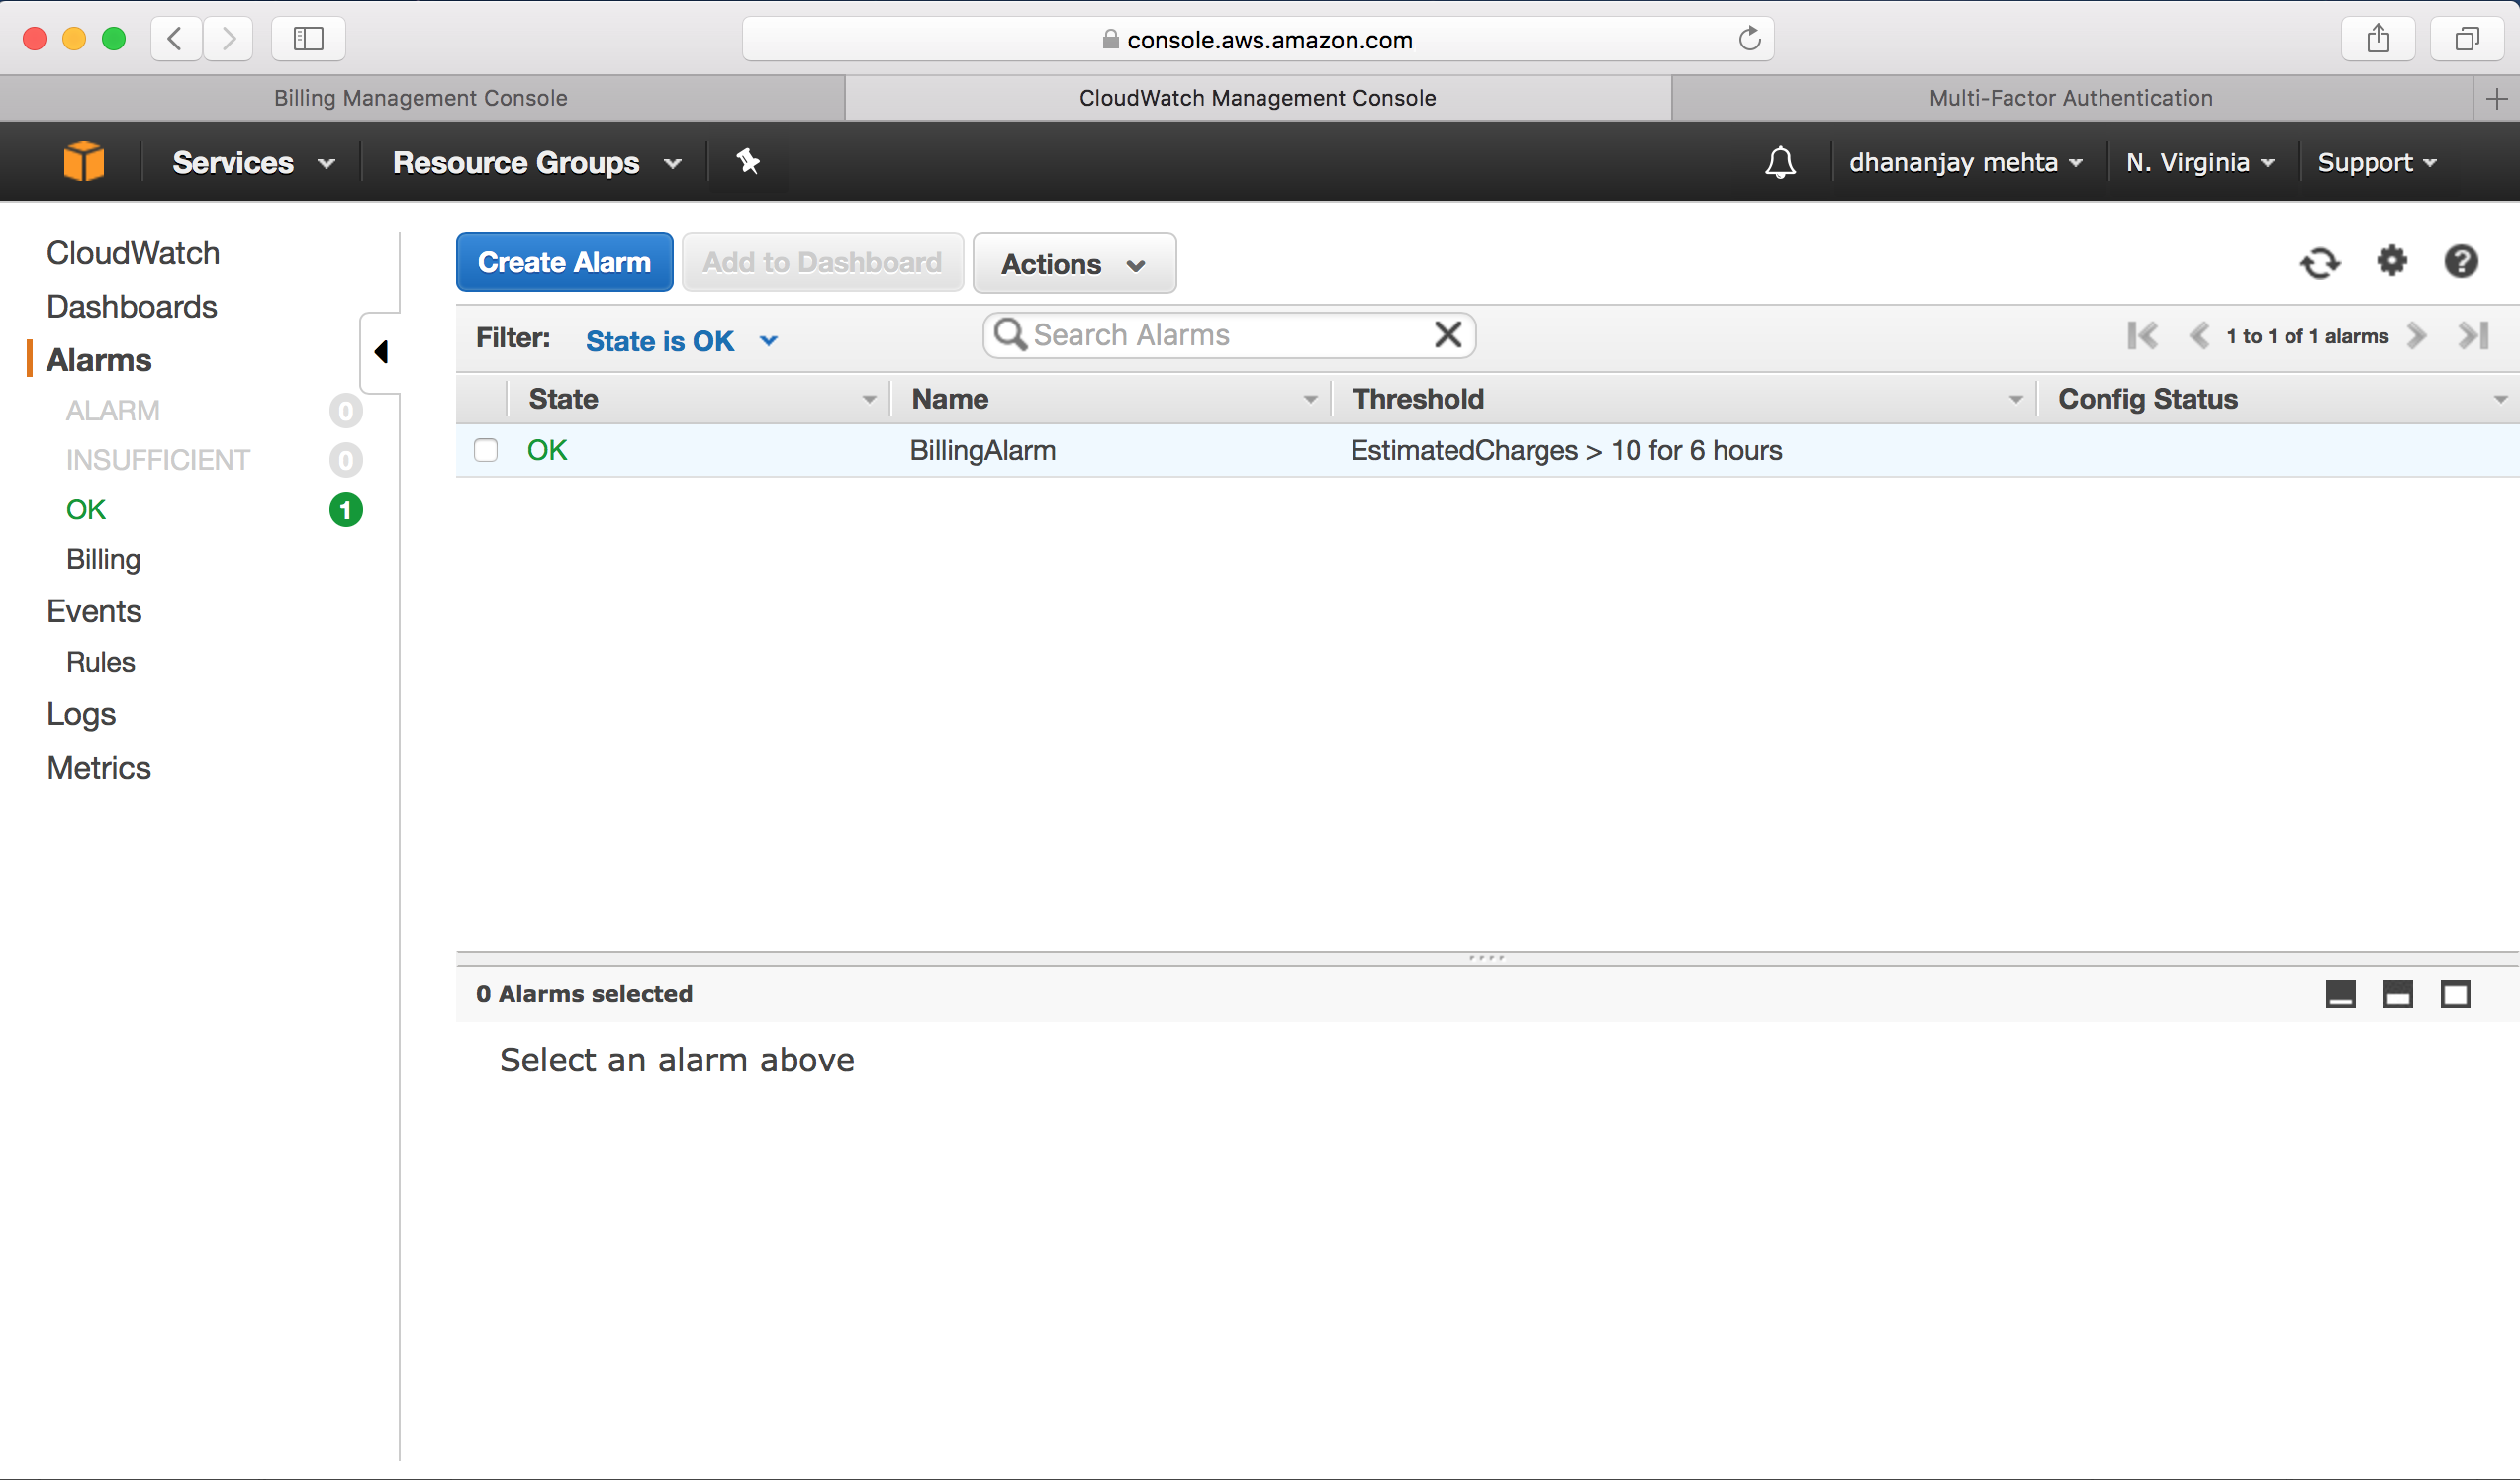 console.aws.amazon.com
Billing Management Console
CloudWatch Management Console
Multi-Factor Authentication
Services
Resource Groups
dhananjay mehta
N. Virginia
Support
CloudWatch
Dashboards
Alarms
ALARM 0
INSUFFICIENT 0
OK 1
Billing
Events
Rules
Logs
Metrics
Create Alarm
Add to Dashboard
Actions
Filter: State is OK
Search Alarms
1 to 1 of 1 alarms
State Name Threshold Config Status
OK BillingAlarm EstimatedCharges > 10 for 6 hours
0 Alarms selected
Select an alarm above